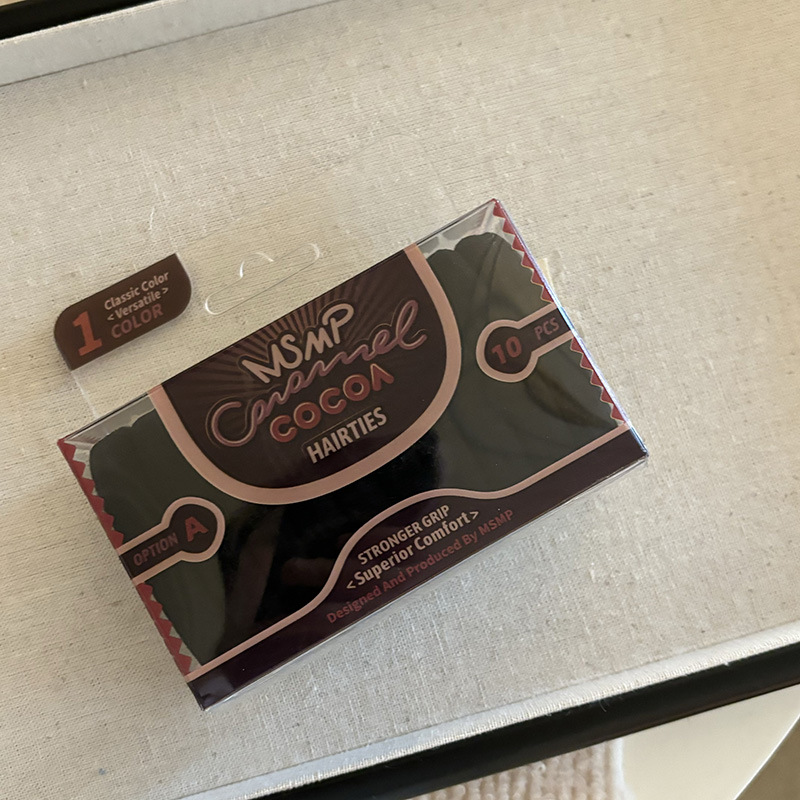 1
Classic Color
<Versatile>
COLOR
MSMP
Caramel
COCOA
HAIRTIES
10 PCS
OPTION A
STRONGER GRIP
<Superior Comfort>
Designed And Produced By MSMP